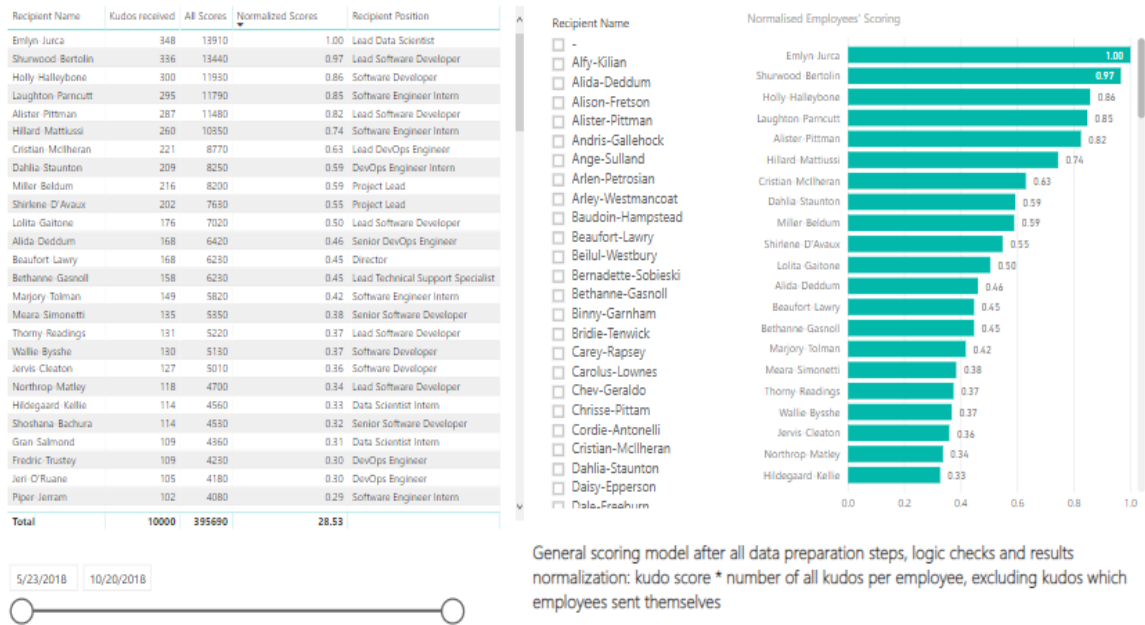 Recipient Name Kudos received All Scores Normalized Scores Recipient Position
Emlyn-Jurca 348 13910 1.00 Lead Data Scientist
Shurwood-Bertolin 336 13440 0.97 Lead Software Developer
Holly-Halleybone 300 11930 0.86 Software Developer
Laughton-Parncutt 295 11790 0.85 Software Engineer Intern
Alister-Pittman 287 11480 0.82 Lead Software Developer
Hillard-Mattiussi 260 10350 0.74 Software Engineer Intern
Cristian-McIlheran 221 8770 0.63 Lead DevOps Engineer
Dahlia-Staunton 209 8250 0.59 DevOps Engineer Intern
Miller-Beldum 216 8200 0.59 Project Lead
Shirlene-D'Avaux 202 7630 0.55 Project Lead
Lolita-Gaitone 176 7020 0.50 Lead Software Developer
Alida-Deddum 168 6420 0.46 Senior DevOps Engineer
Beaufort-Lawry 168 6230 0.45 Director
Bethanne-Gasnoll 158 6230 0.45 Lead Technical Support Specialist
Marjory-Tolman 149 5820 0.42 Software Engineer Intern
Meara-Simonetti 135 5350 0.38 Senior Software Developer
Thorny-Readings 131 5220 0.37 Lead Software Developer
Wallie-Bysshe 130 5130 0.37 Software Developer
Jervis-Cleaton 127 5010 0.36 Software Developer
Northrop-Matley 118 4700 0.34 Lead Software Developer
Hildegaard-Kellie 114 4560 0.33 Data Scientist Intern
Shoshana-Bachura 114 4530 0.32 Senior Software Developer
Gran-Salmond 109 4360 0.31 Data Scientist Intern
Fredric-Trustey 109 4230 0.30 DevOps Engineer
Jeri-O'Ruane 105 4180 0.30 DevOps Engineer
Piper-Jerram 102 4080 0.29 Software Engineer Intern
Total 10000 395690 28.53
5/23/2018 10/20/2018
Recipient Name
-
Alfy-Kilian
Alida-Deddum
Alison-Fretson
Alister-Pittman
Andris-Gallehock
Ange-Sulland
Arlen-Petrosian
Arley-Westmancoat
Baudoin-Hampstead
Beaufort-Lawry
Beilul-Westbury
Bernadette-Sobieski
Bethanne-Gasnoll
Binny-Garnham
Bridie-Tenwick
Carey-Rapsey
Carolus-Lownes
Chev-Geraldo
Chrisse-Pittam
Cordie-Antonelli
Cristian-McIlheran
Dahlia-Staunton
Daisy-Epperson
Dale-Freeburn
Normalised Employees' Scoring
Emlyn-Jurca 1.00
Shurwood-Bertolin 0.97
Holly-Halleybone 0.86
Laughton-Parncutt 0.85
Alister-Pittman 0.82
Hillard-Mattiussi 0.74
Cristian-McIlheran 0.63
Dahlia-Staunton 0.59
Miller-Beldum 0.59
Shirlene-D'Avaux 0.55
Lolita-Gaitone 0.50
Alida-Deddum 0.46
Beaufort-Lawry 0.45
Bethanne-Gasnoll 0.45
Marjory-Tolman 0.42
Meara-Simonetti 0.38
Thorny-Readings 0.37
Wallie-Bysshe 0.37
Jervis-Cleaton 0.36
Northrop-Matley 0.34
Hildegaard-Kellie 0.33
0.0 0.2 0.4 0.6 0.8 1.0
General scoring model after all data preparation steps, logic checks and results
normalization: kudo score * number of all kudos per employee, excluding kudos which
employees sent themselves